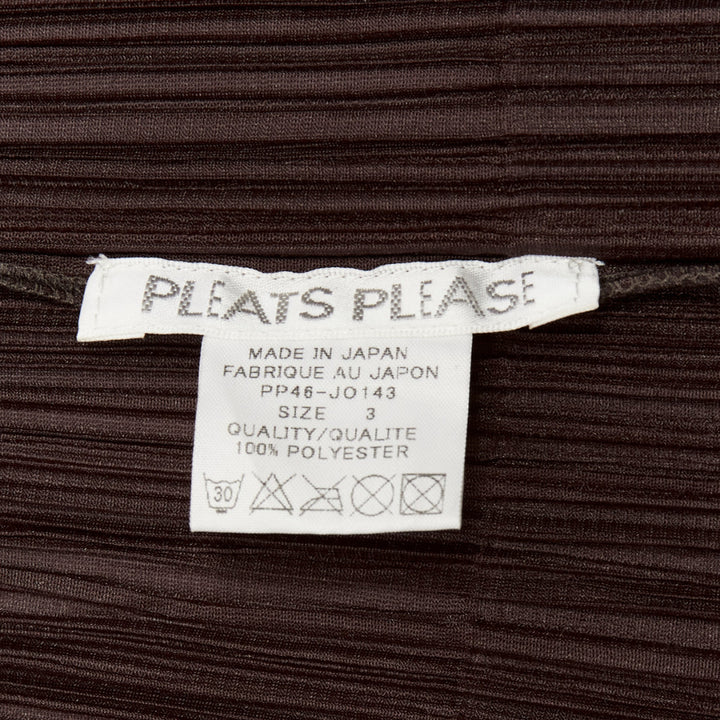 PLEATS PLEASE
MADE IN JAPAN
FABRIQUE AU JAPON
PP46-JO143
SIZE 3
QUALITY/QUALITE
100% POLYESTER
30